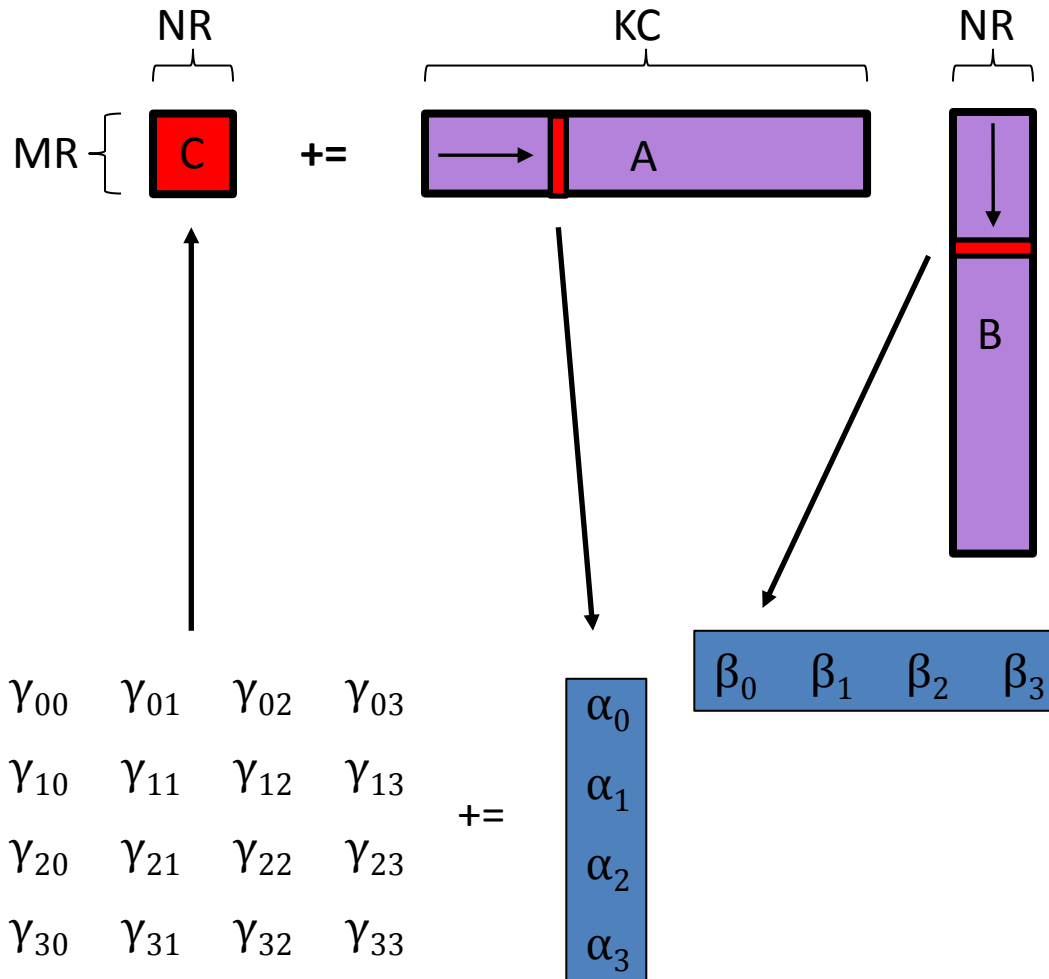 NR KC NR
MR C += A
B
β₀ β₁ β₂ β₃
γ₀₀ γ₀₁ γ₀₂ γ₀₃ α₀
γ₁₀ γ₁₁ γ₁₂ γ₁₃ α₁
+=
γ₂₀ γ₂₁ γ₂₂ γ₂₃ α₂
γ₃₀ γ₃₁ γ₃₂ γ₃₃ α₃